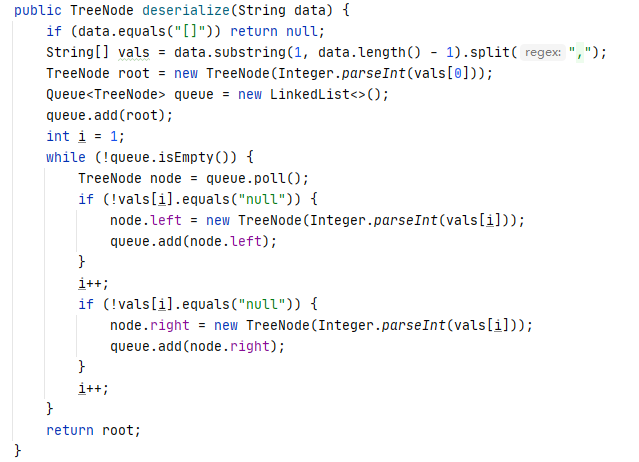 public TreeNode deserialize(String data) {
    if (data.equals("[]")) return null;
    String[] vals = data.substring(1, data.length() - 1).split( regex: ",");
    TreeNode root = new TreeNode(Integer.parseInt(vals[0]));
    Queue<TreeNode> queue = new LinkedList<>();
    queue.add(root);
    int i = 1;
    while (!queue.isEmpty()) {
        TreeNode node = queue.poll();
        if (!vals[i].equals("null")) {
            node.left = new TreeNode(Integer.parseInt(vals[i]));
            queue.add(node.left);
        }
        i++;
        if (!vals[i].equals("null")) {
            node.right = new TreeNode(Integer.parseInt(vals[i]));
            queue.add(node.right);
        }
        i++;
    }
    return root;
}